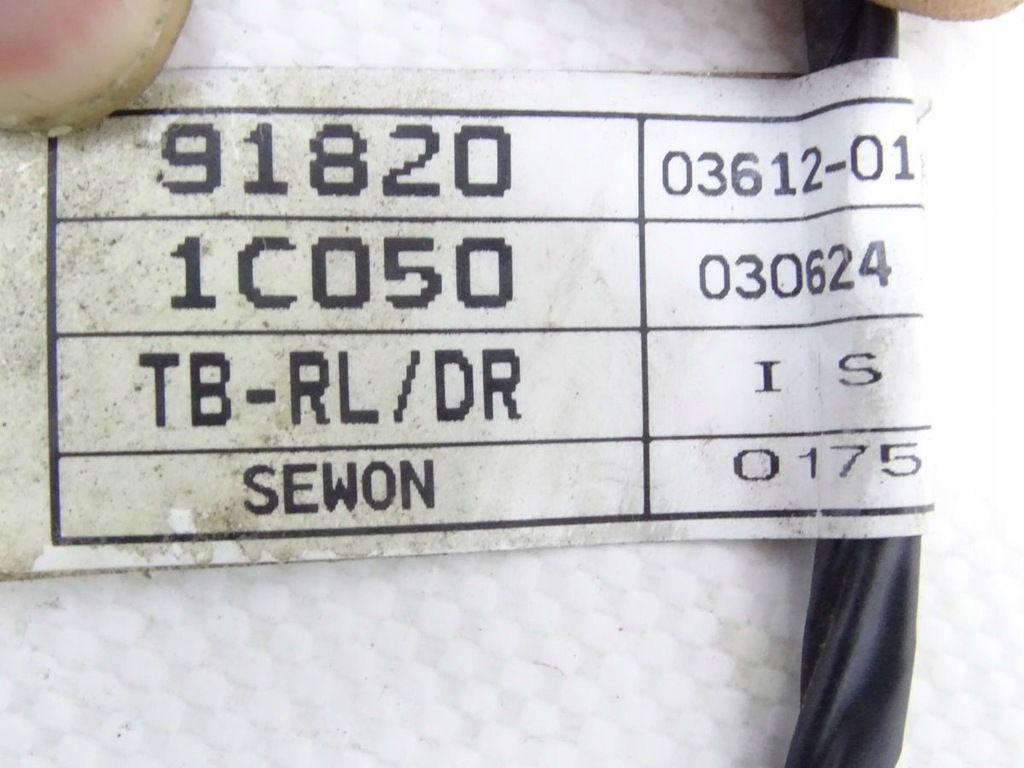 91820 03612-01
1C050 030624
TB-RL/DR I S
SEWON 0175